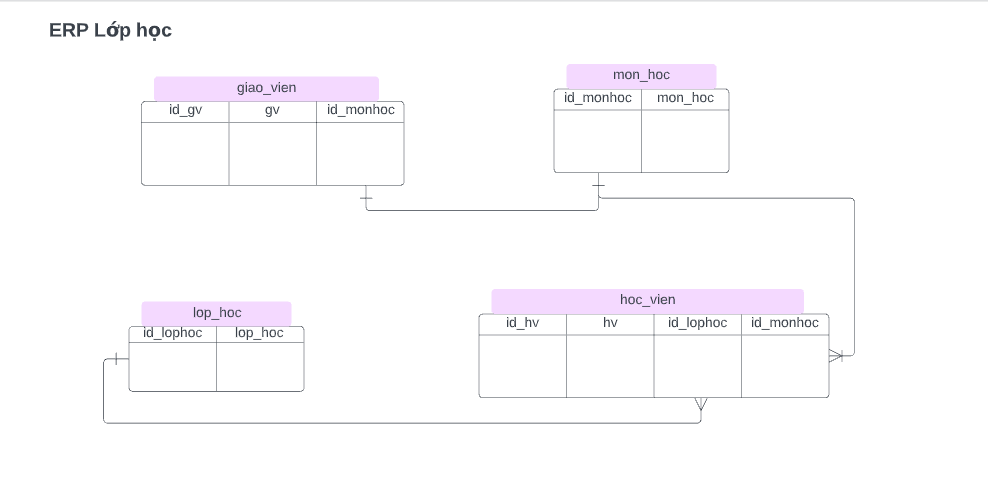 ERP Lớp học
giao_vien
id_gv gv id_monhoc
mon_hoc
id_monhoc mon_hoc
lop_hoc
id_lophoc lop_hoc
hoc_vien
id_hv hv id_lophoc id_monhoc